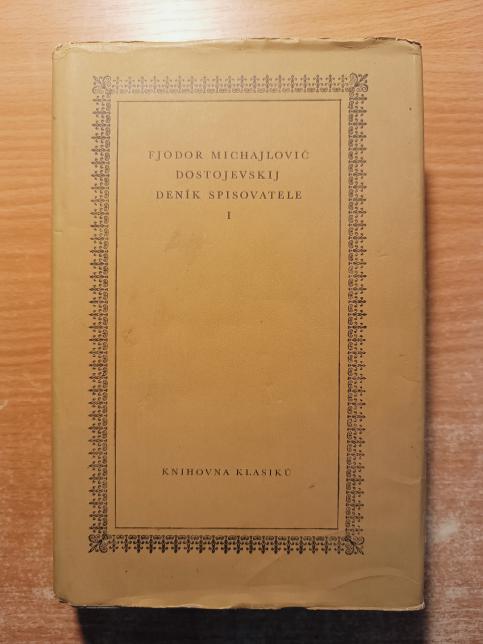 FJODOR MICHAJLOVIČ
DOSTOJEVSKIJ
DENÍK SPISOVATELE
I
KNIHOVNA KLASIKŮ